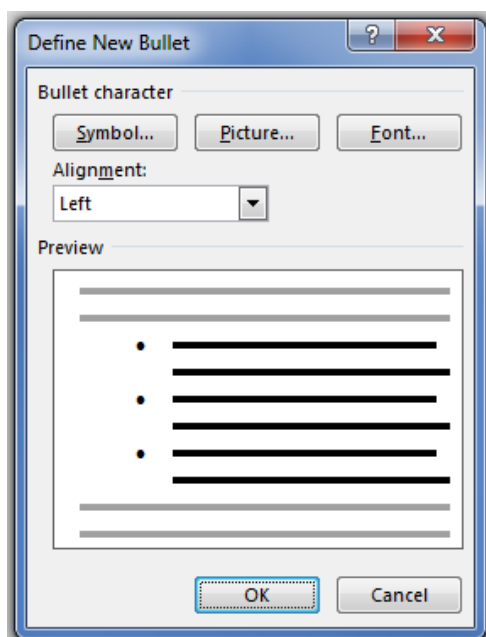 Define New Bullet ? X
Bullet character
Symbol... Picture... Font...
Alignment:
Left
Preview
OK Cancel